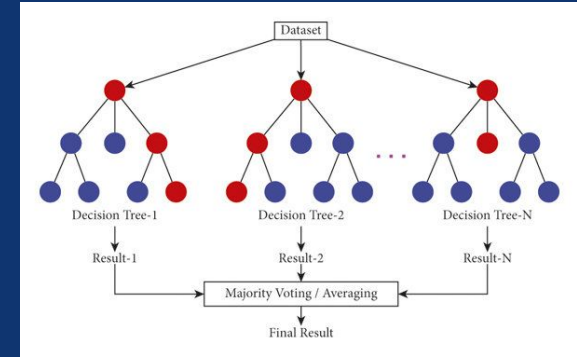 Dataset
. . .
Decision Tree-1
Decision Tree-2
Decision Tree-N
Result-1
Result-2
Result-N
Majority Voting / Averaging
Final Result